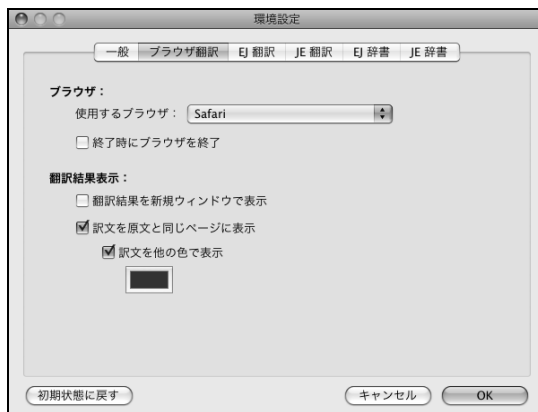 環境設定
一般 ブラウザ翻訳 EJ 翻訳 JE 翻訳 EJ 辞書 JE 辞書
ブラウザ：
使用するブラウザ： Safari
終了時にブラウザを終了
翻訳結果表示：
翻訳結果を新規ウィンドウで表示
訳文を原文と同じページに表示
訳文を他の色で表示
初期状態に戻す キャンセル OK